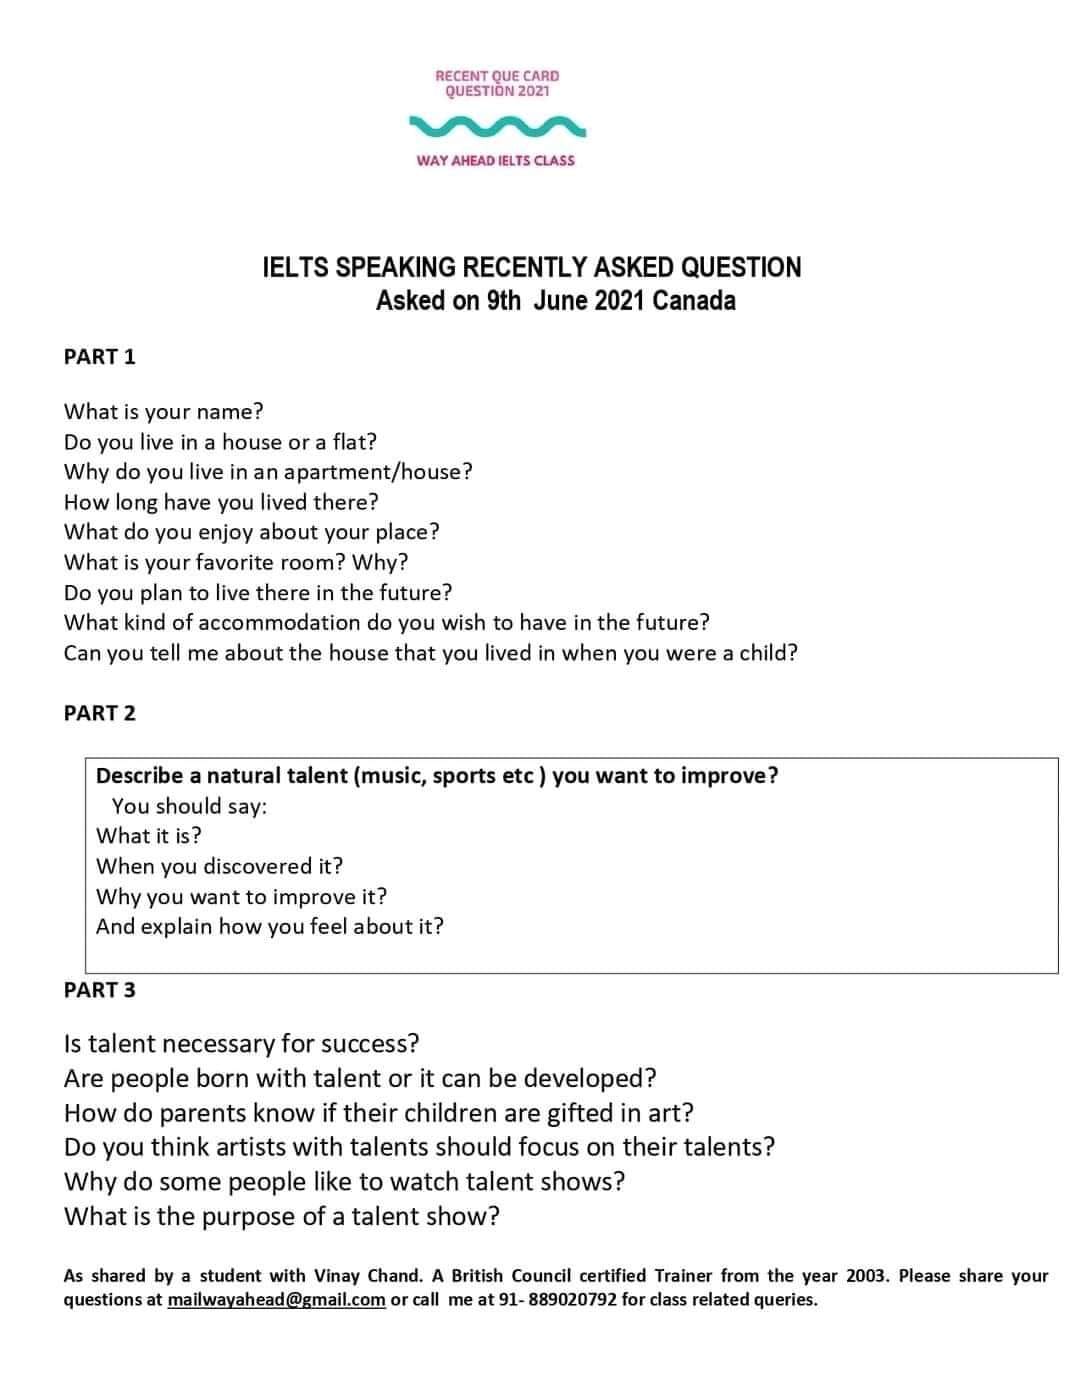 RECENT QUE CARD
QUESTION 2021
WAY AHEAD IELTS CLASS
IELTS SPEAKING RECENTLY ASKED QUESTION
Asked on 9th June 2021 Canada
PART 1
What is your name?
Do you live in a house or a flat?
Why do you live in an apartment/house?
How long have you lived there?
What do you enjoy about your place?
What is your favorite room? Why?
Do you plan to live there in the future?
What kind of accommodation do you wish to have in the future?
Can you tell me about the house that you lived in when you were a child?
PART 2
Describe a natural talent (music, sports etc ) you want to improve?
You should say:
What it is?
When you discovered it?
Why you want to improve it?
And explain how you feel about it?
PART 3
Is talent necessary for success?
Are people born with talent or it can be developed?
How do parents know if their children are gifted in art?
Do you think artists with talents should focus on their talents?
Why do some people like to watch talent shows?
What is the purpose of a talent show?
As shared by a student with Vinay Chand. A British Council certified Trainer from the year 2003. Please share your
questions at mailwayahead@gmail.com or call me at 91- 889020792 for class related queries.